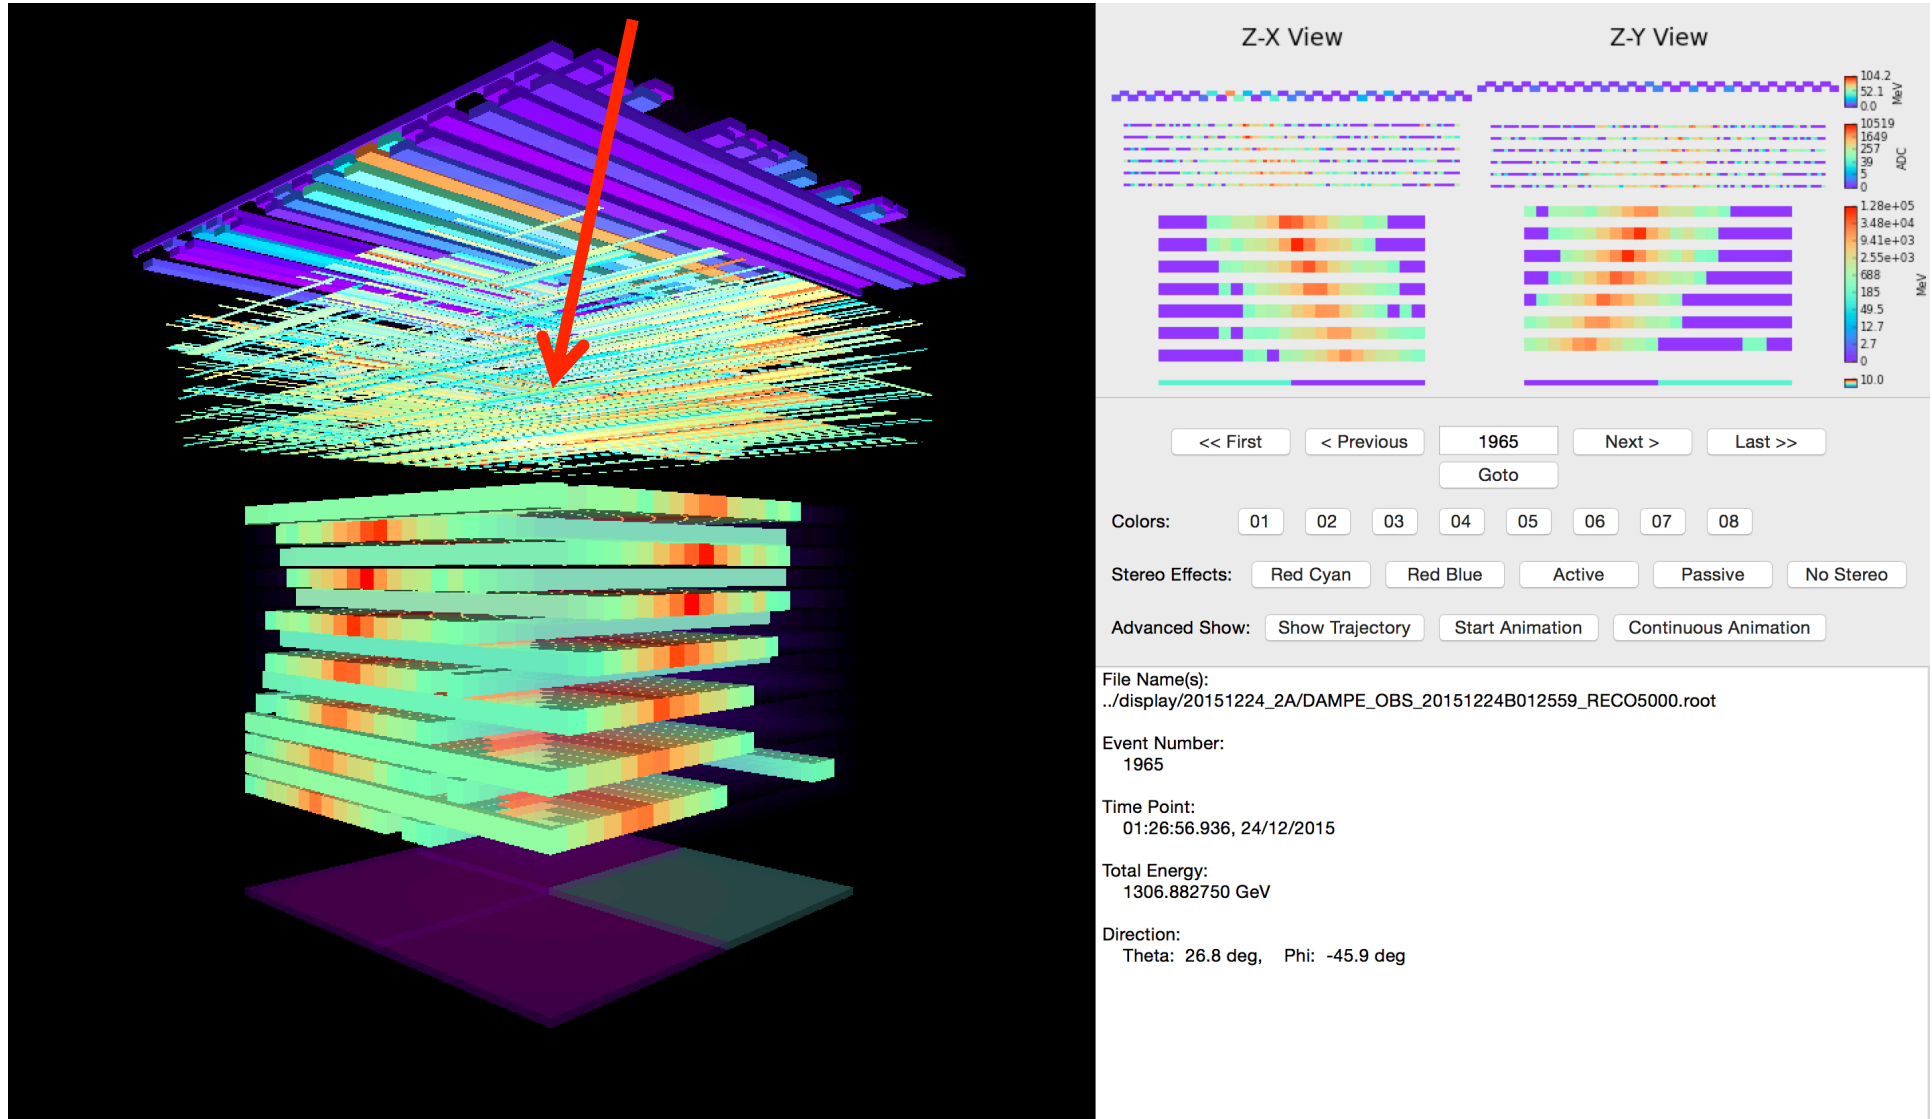 Z-X View
Z-Y View
104.2
52.1
0.0
MeV
10519
1649
257
39
5
0
ADC
1.28e+05
3.48e+04
9.41e+03
2.55e+03
688
185
49.5
12.7
2.7
0
MeV
10.0
<< First < Previous 1965 Next > Last >>
Goto
Colors: 01 02 03 04 05 06 07 08
Stereo Effects: Red Cyan Red Blue Active Passive No Stereo
Advanced Show: Show Trajectory Start Animation Continuous Animation
File Name(s):
../display/20151224_2A/DAMPE_OBS_20151224B012559_RECO5000.root
Event Number:
1965
Time Point:
01:26:56.936, 24/12/2015
Total Energy:
1306.882750 GeV
Direction:
Theta: 26.8 deg, Phi: -45.9 deg